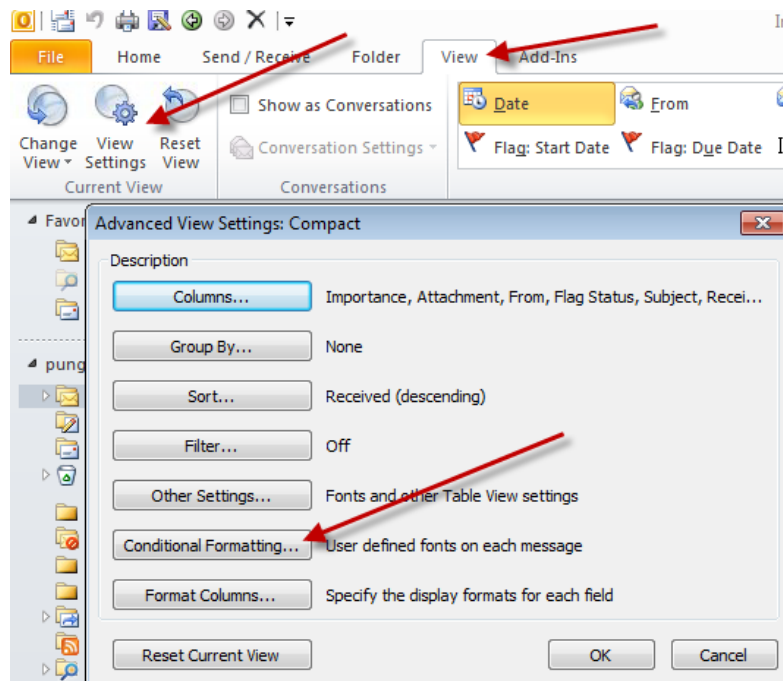 In
File Home Send / Receive Folder View Add-Ins
Show as Conversations
Date From
Change View Reset
View Settings View
Conversation Settings
Flag: Start Date Flag: Due Date I
Current View Conversations
Favor
Advanced View Settings: Compact
Description
Columns... Importance, Attachment, From, Flag Status, Subject, Recei...
Group By... None
pung
Sort... Received (descending)
Filter... Off
Other Settings... Fonts and other Table View settings
Conditional Formatting... User defined fonts on each message
Format Columns... Specify the display formats for each field
Reset Current View OK Cancel